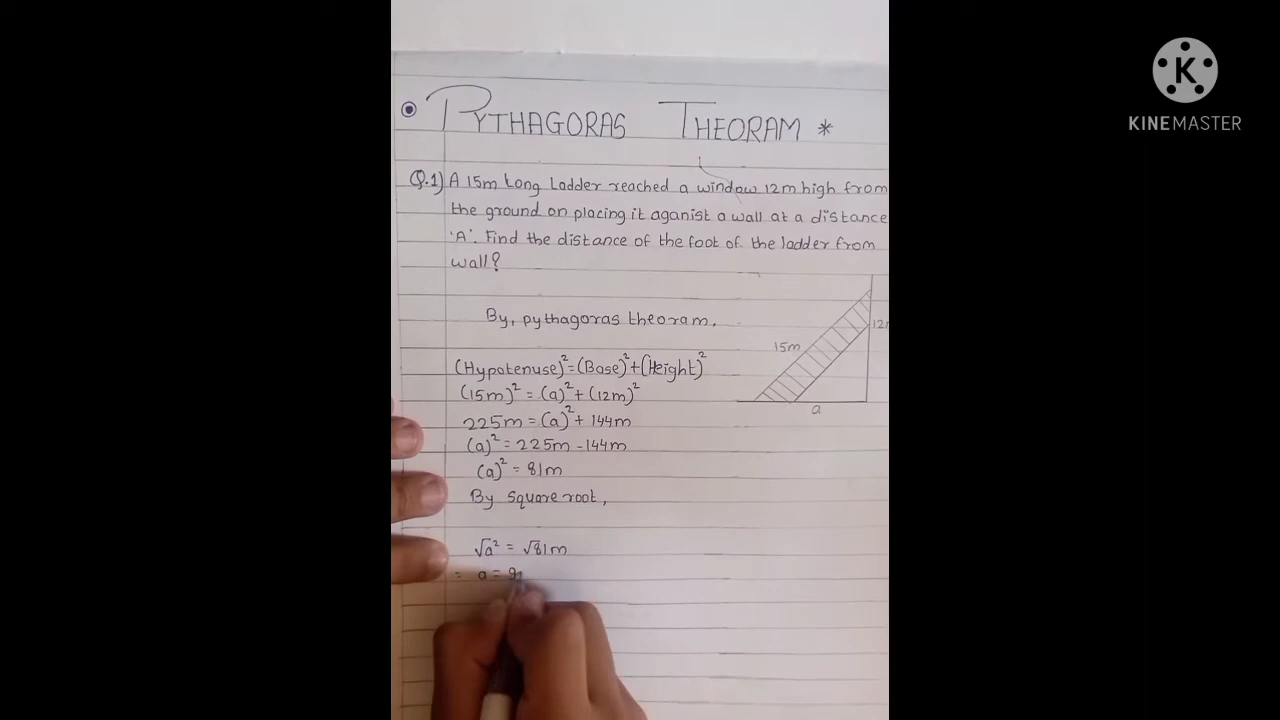 PYTHAGORAS THEORAM *
Q.1) A 15m long ladder reached a window 12m high from
the ground on placing it aganist a wall at a distance
'A'. Find the distance of the foot of the ladder from
wall?
By, pythagoras theoram,
(Hypotenuse)² = (Base)² + (Height)²
(15m)² = (a)² + (12m)²
225m = (a)² + 144m
(a)² = 225m - 144m
(a)² = 81m
By square root,
√a² = √81m
= a = 9
15m
12
a
K
KINEMASTER